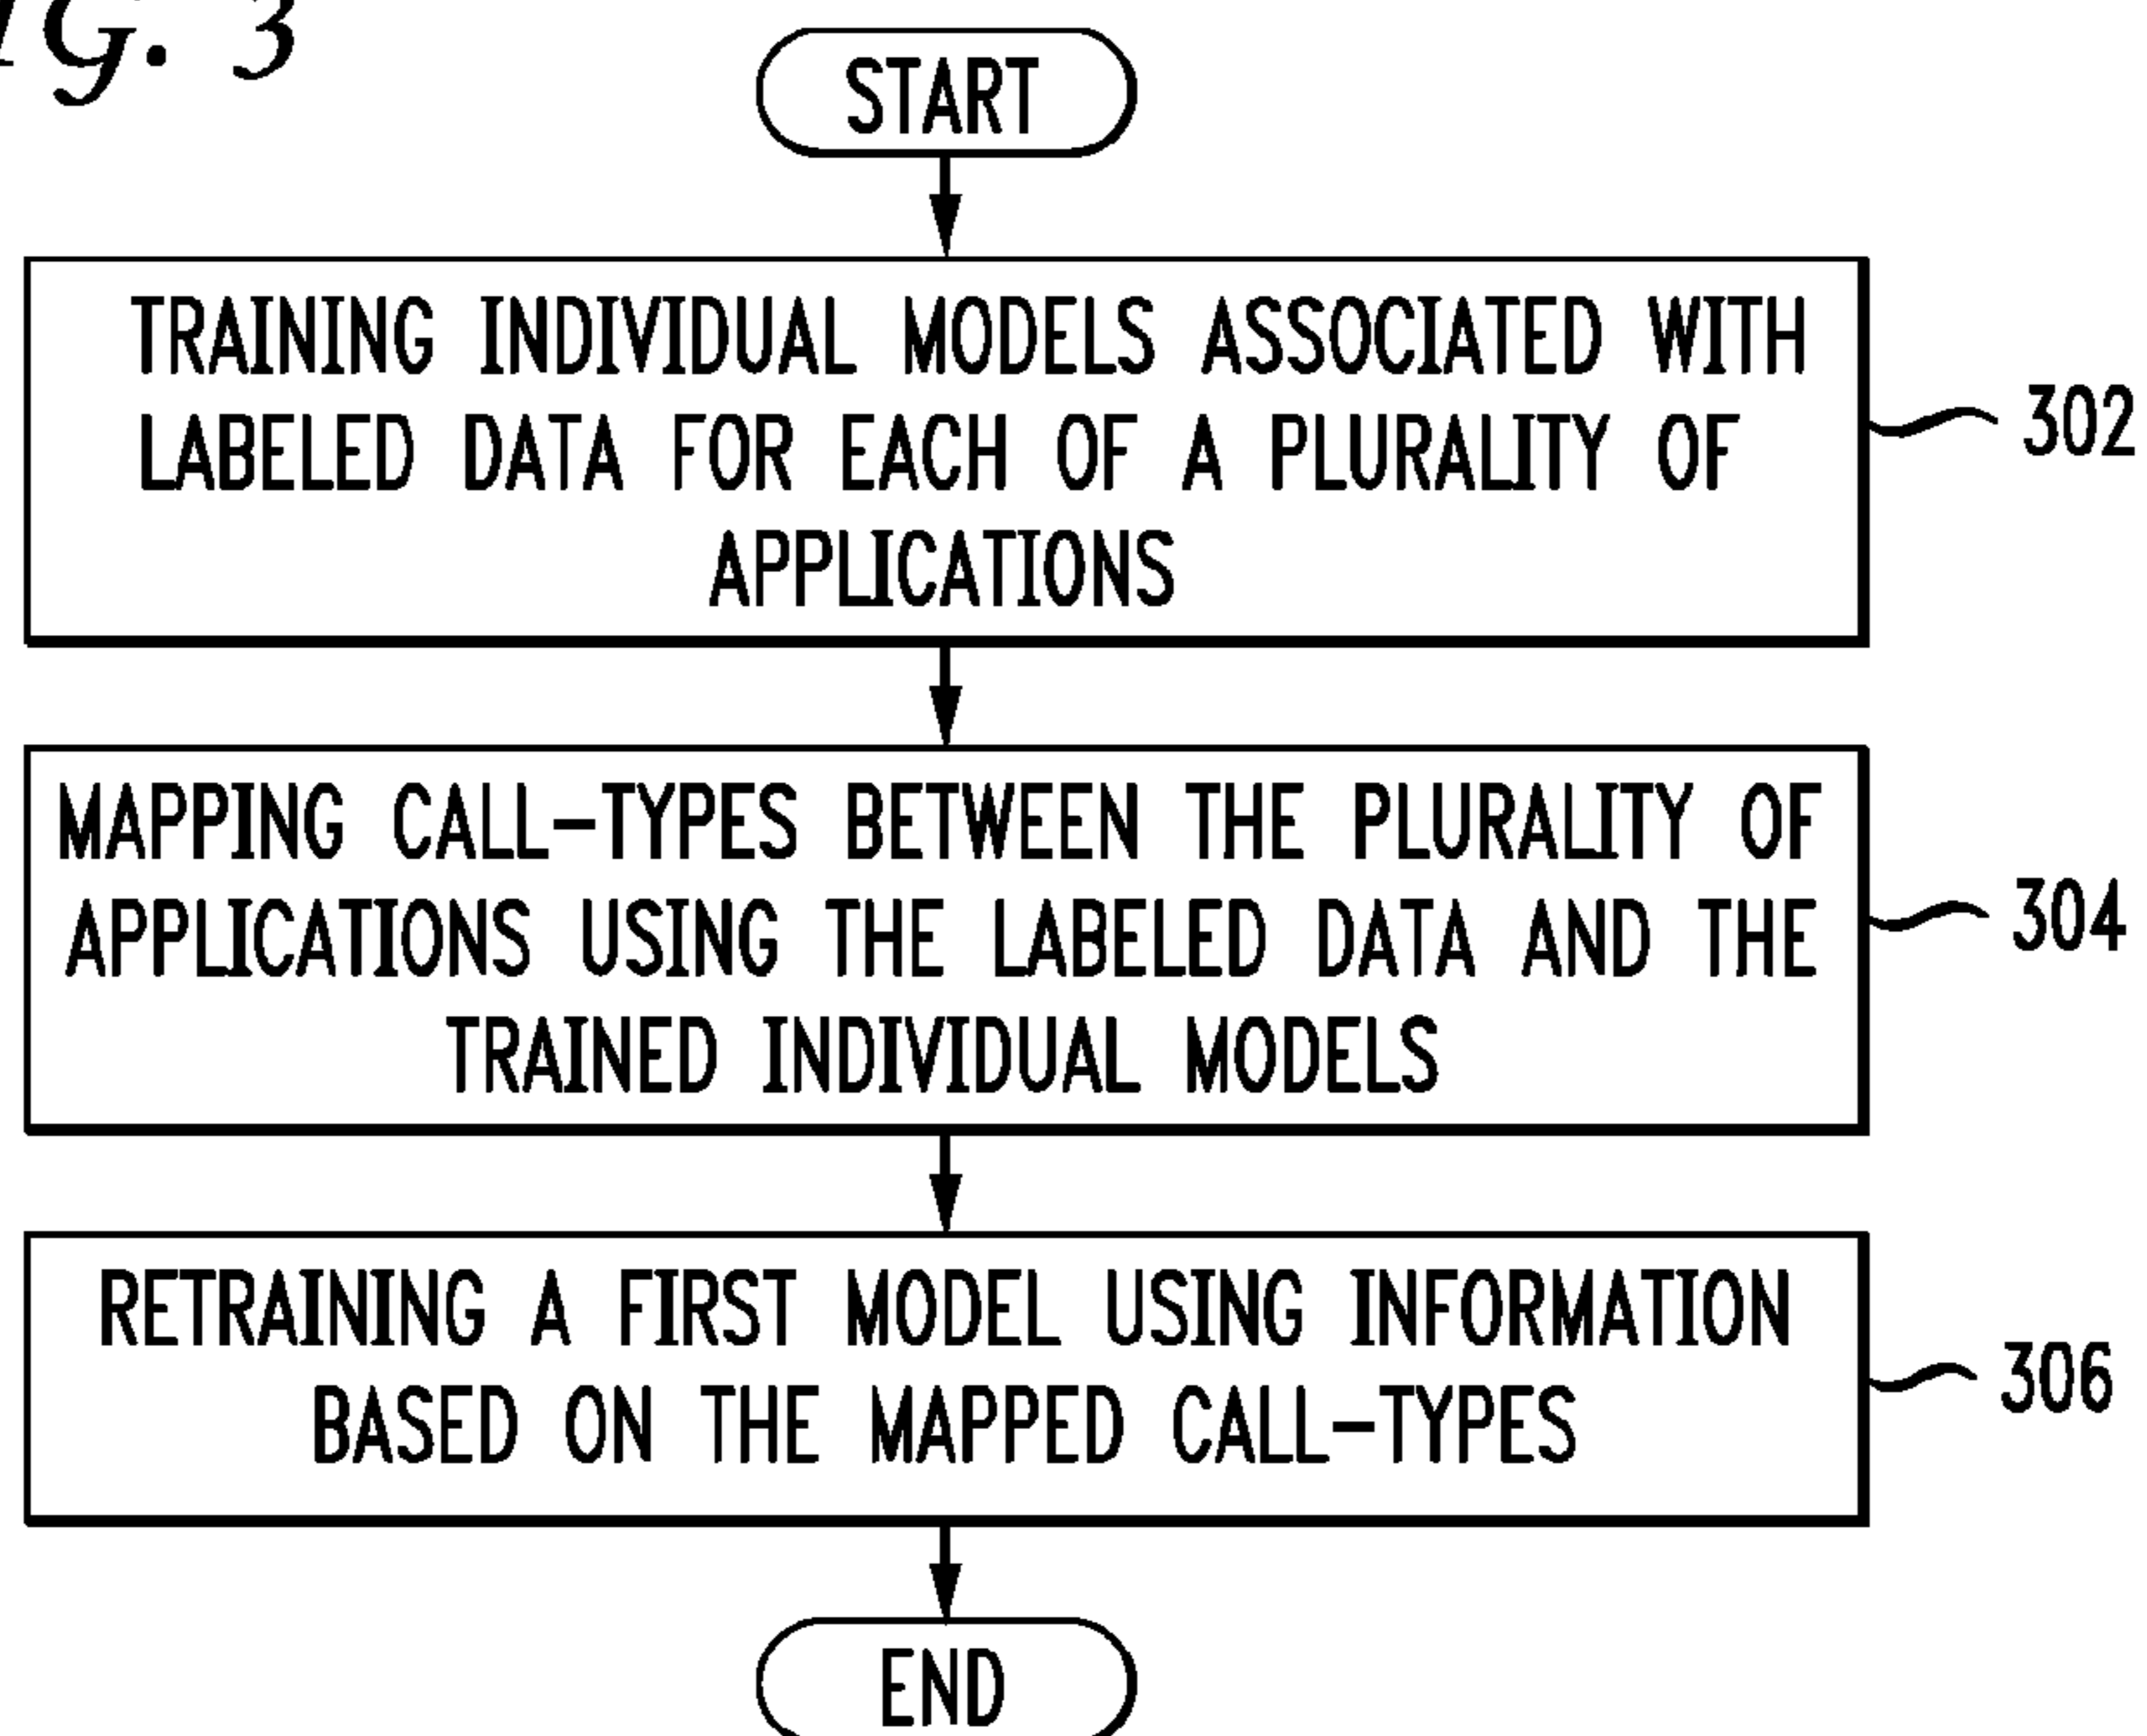 FIG. 3
START
TRAINING INDIVIDUAL MODELS ASSOCIATED WITH
LABELED DATA FOR EACH OF A PLURALITY OF
APPLICATIONS
302
MAPPING CALL-TYPES BETWEEN THE PLURALITY OF
APPLICATIONS USING THE LABELED DATA AND THE
TRAINED INDIVIDUAL MODELS
304
RETRAINING A FIRST MODEL USING INFORMATION
BASED ON THE MAPPED CALL-TYPES
306
END